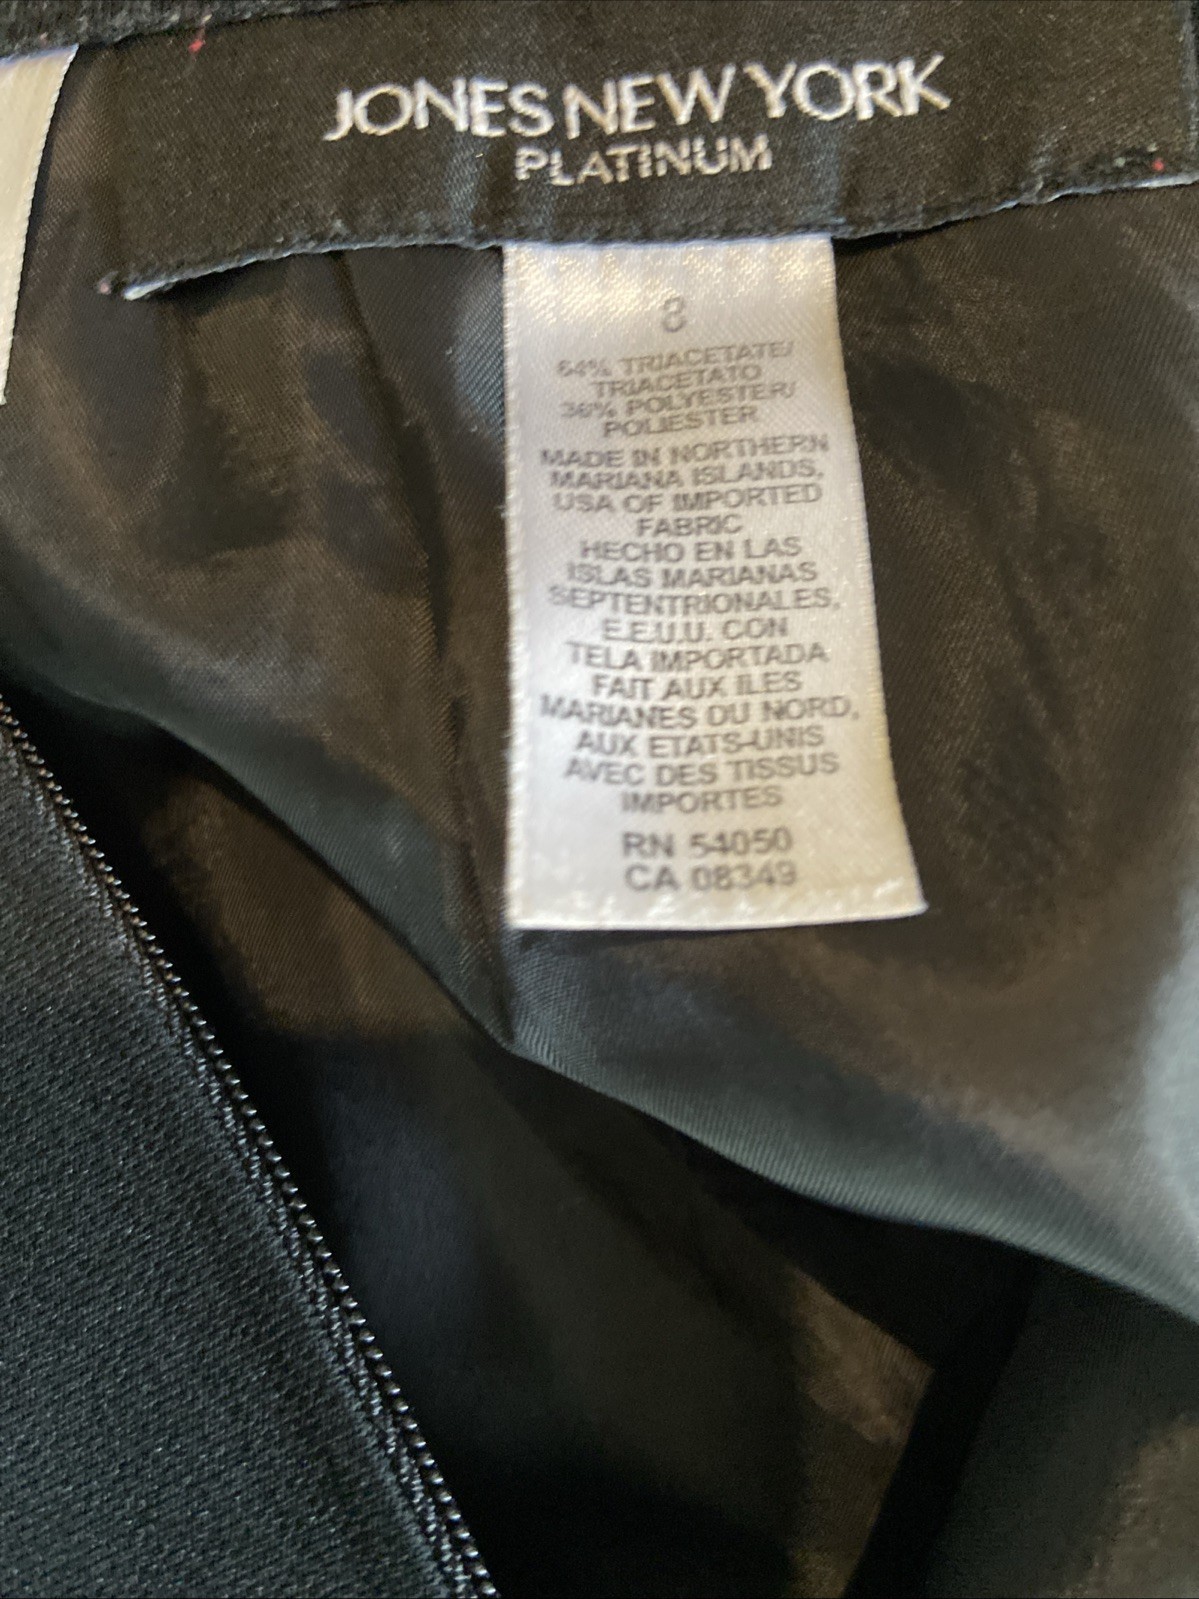 JONES NEW YORK
PLATINUM
8
64% TRIACETATE/
TRIACETATO
36% POLYESTER/
POLIESTER
MADE IN NORTHERN
MARIANA ISLANDS,
USA OF IMPORTED
FABRIC
HECHO EN LAS
ISLAS MARIANAS
SEPTENTRIONALES,
E.E.U.U. CON
TELA IMPORTADA
FAIT AUX ILES
MARIANES DU NORD,
AUX ETATS-UNIS
AVEC DES TISSUS
IMPORTES
RN 54050
CA 08349